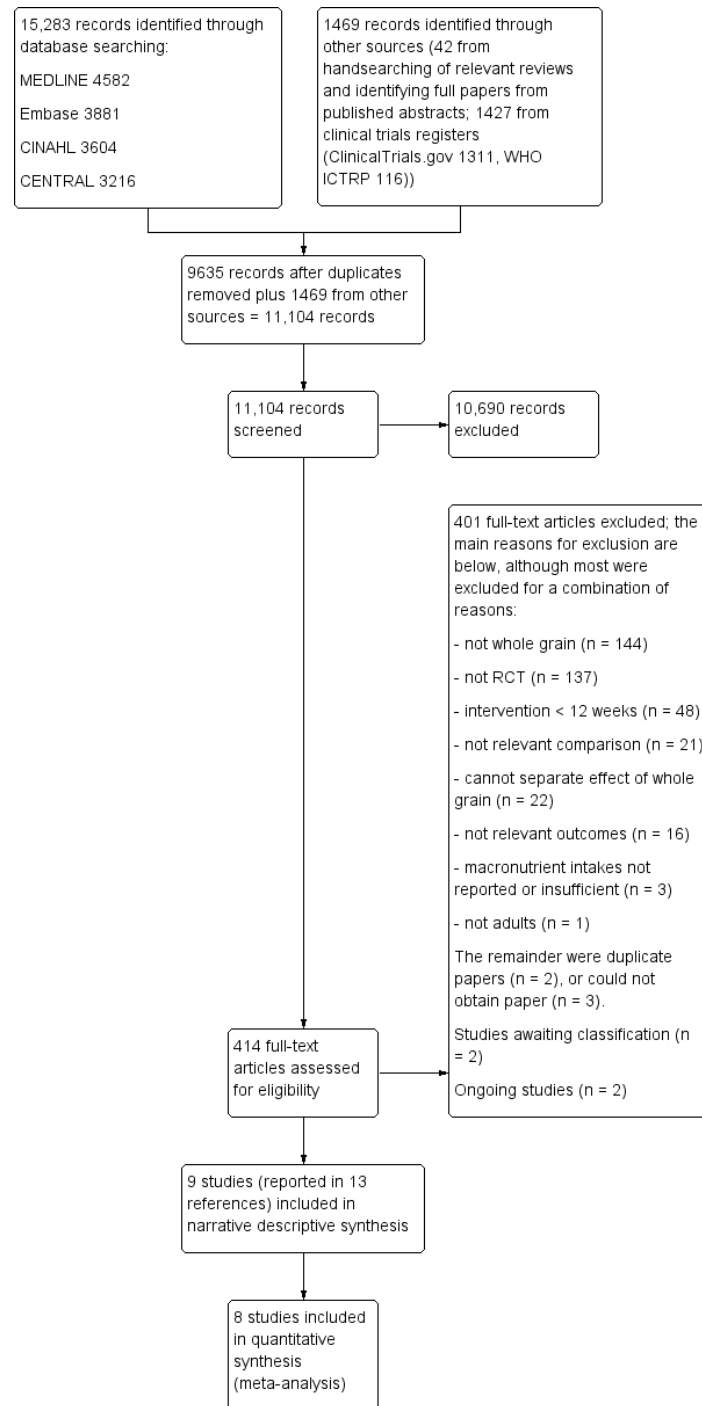 15,283 records identified through
database searching:
MEDLINE 4582
Embase 3881
CINAHL 3604
CENTRAL 3216
1469 records identified through
other sources (42 from
handsearching of relevant reviews
and identifying full papers from
published abstracts; 1427 from
clinical trials registers
(ClinicalTrials.gov 1311, WHO
ICTRP 116))
9635 records after duplicates
removed plus 1469 from other
sources = 11,104 records
11,104 records
screened
10,690 records
excluded
401 full-text articles excluded; the
main reasons for exclusion are
below, although most were
excluded for a combination of
reasons:
- not whole grain (n = 144)
- not RCT (n = 137)
- intervention < 12 weeks (n = 48)
- not relevant comparison (n = 21)
- cannot separate effect of whole
grain (n = 22)
- not relevant outcomes (n = 16)
- macronutrient intakes not
reported or insufficient (n = 3)
- not adults (n = 1)
The remainder were duplicate
papers (n = 2), or could not
obtain paper (n = 3).
Studies awaiting classification (n
= 2)
Ongoing studies (n = 2)
414 full-text
articles assessed
for eligibility
9 studies (reported in 13
references) included in
narrative descriptive synthesis
8 studies included
in quantitative
synthesis
(meta-analysis)